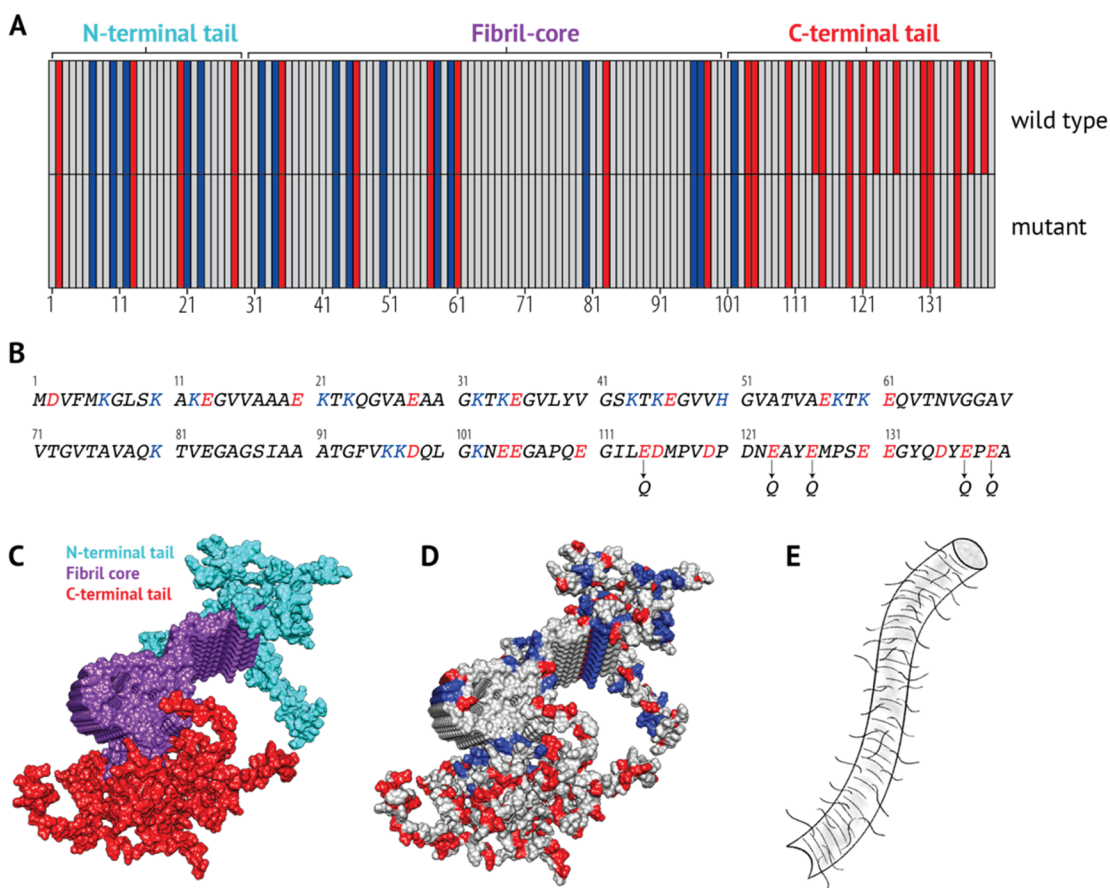 A
N-terminal tail Fibril-core C-terminal tail
wild type
mutant
1 11 21 31 41 51 61 71 81 91 101 111 121 131
B
1 11 21 31 41 51 61
MDVFMKGLSK AKEGVVAAAE KTKQGVAEAA GKTKEGVLYV GSKTKEGVVH GVATVAEKTK EQVTNVGGAV
71 81 91 101 111 121 131
VTGVTAVAQK TVEGAGSIAA ATGFVKKDQL GKNEEGAPQE GILEDMPVDP DNEAYEMPSE EGYQDYEPEA
Q Q Q Q Q
C
N-terminal tail
Fibril core
C-terminal tail
D
E